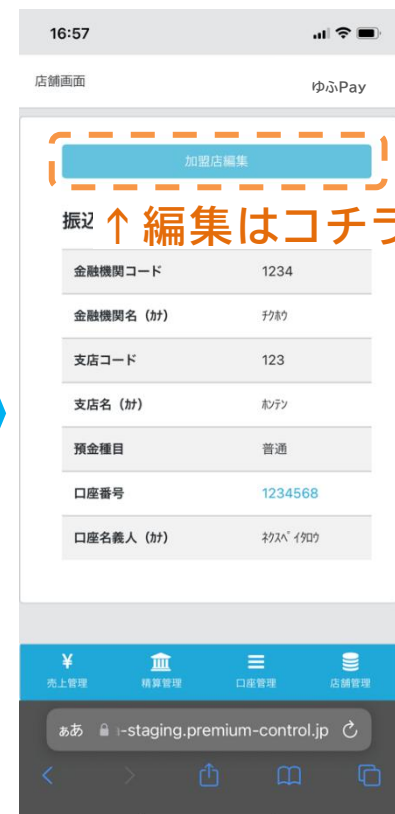 16:57
店舗画面 ゆふPay
加盟店編集
振込
↑編集はコチラ
金融機関コード 1234
金融機関名（ｶﾅ） ﾁｸﾎｳ
支店コード 123
支店名（ｶﾅ） ﾎﾝﾃﾝ
預金種目 普通
口座番号 1234568
口座名義人（ｶﾅ） ﾈｸｽﾍﾟｲﾀﾛｳ
¥
売上管理 精算管理 口座管理 店舗管理
ぁあ -staging.premium-control.jp